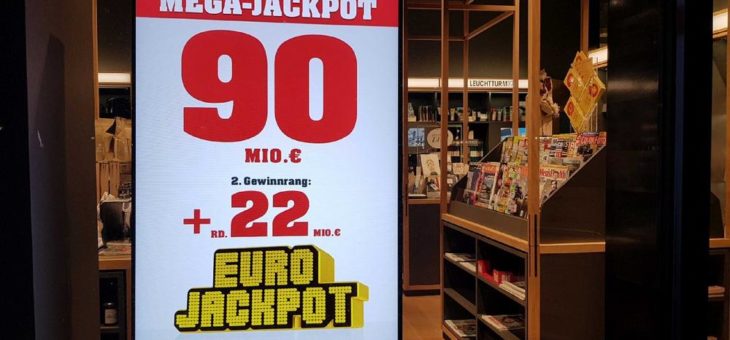 MEGA-JACKPOT
90
MIO.€
2. Gewinnrang:
+ RD. 22 MIO.€
EURO
JACKPOT
LEUCHTTURM